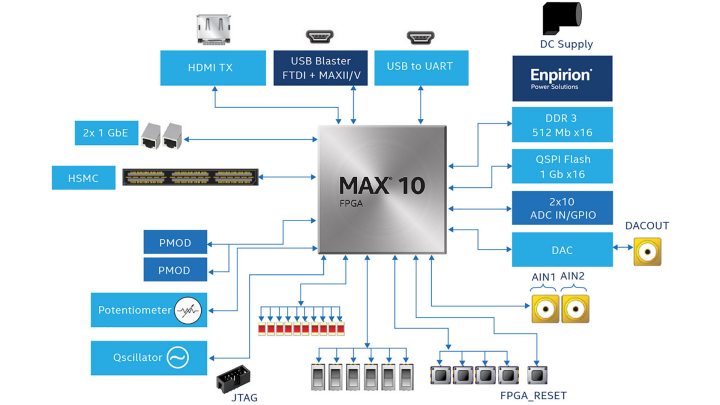 DC Supply
HDMI TX
USB Blaster
FTDI + MAXII/V
USB to UART
Enpirion®
Power Solutions
DDR 3
512 Mb x16
2x 1 GbE
QSPI Flash
1 Gb x16
HSMC
MAX® 10
FPGA
2x10
ADC IN/GPIO
DACOUT
PMOD
DAC
PMOD
AIN1 AIN2
Potentiometer
Qscillator
JTAG
FPGA_RESET